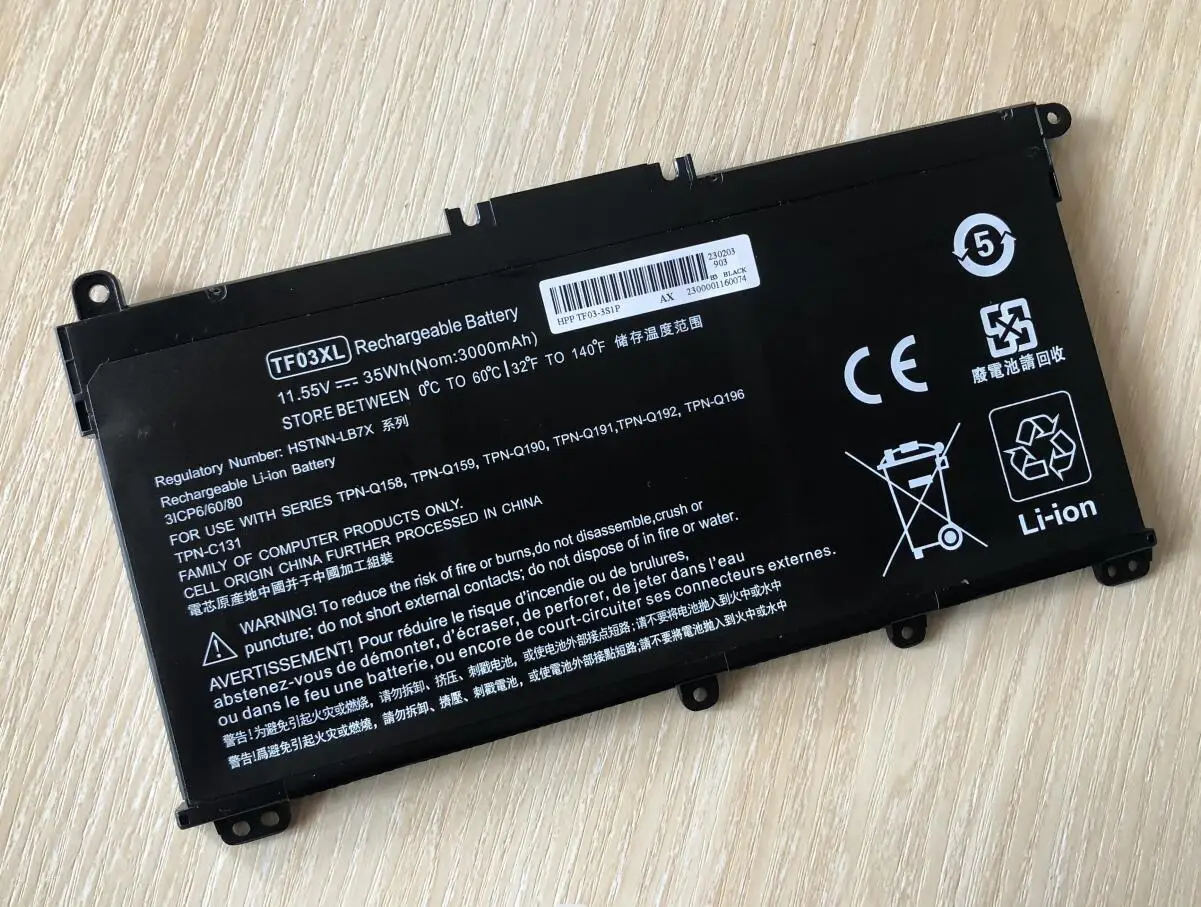 TF03XL Rechargeable Battery
11.55V ⎓ 35Wh(Nom:3000mAh)
STORE BETWEEN 0℃ TO 60℃|32℉ TO 140℉ 储存温度范围
HPP TF03-3S1P AX 2300001160074
230203
903
H3 BLACK
Regulatory Number: HSTNN-LB7X 系列
Rechargeable Li-ion Battery
3ICP6/60/80
FOR USE WITH SERIES TPN-Q158, TPN-Q159, TPN-Q190, TPN-Q191,TPN-Q192, TPN-Q196
TPN-C131
FAMILY OF COMPUTER PRODUCTS ONLY.
CELL ORIGIN CHINA FURTHER PROCESSED IN CHINA
電芯原產地中國并于中國加工組裝
WARNING! To reduce the risk of fire or burns,do not disassemble,crush or
puncture; do not short external contacts; do not dispose of in fire or water.
AVERTISSEMENT! Pour réduire le risque d'incendie ou de brulures,
abstenez-vous de démonter, d'écraser, de perforer, de jeter dans l'eau
ou dans le feu une batterie, ou encore de court-circuiter ses connecteurs externes.
警告!为避免引起火灾或燃烧，请勿拆卸、挤压、刺戳电池，或使电池外部接点短路;请不要将电池抛入到火中或水中
警告!爲避免引起火灾或燃燒，請勿拆卸、擠壓、刺戳電池，或使電池外部接點短路;請不要將電池抛入到火中或水中
5
CE
廢電池請回收
Li-ion